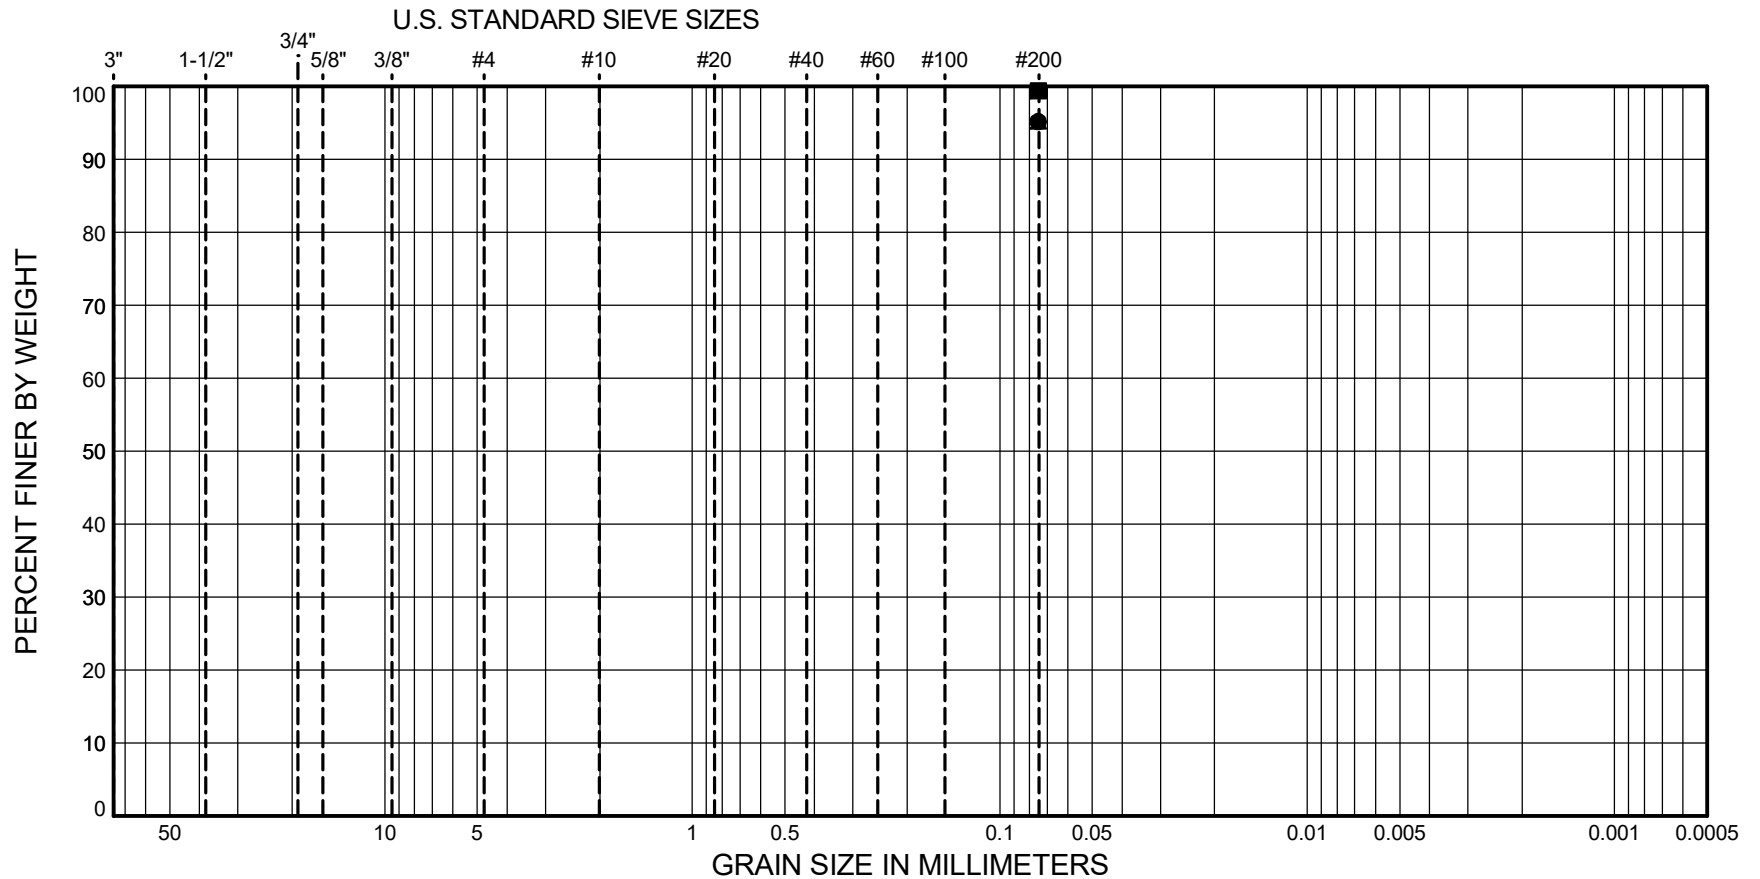 U.S. STANDARD SIEVE SIZES
3" 1-1/2" 3/4" 5/8" 3/8" #4 #10 #20 #40 #60 #100 #200
100
90
80
70
60
50
40
30
20
10
0
PERCENT FINER BY WEIGHT
50 10 5 1 0.5 0.1 0.05 0.01 0.005 0.001 0.0005
GRAIN SIZE IN MILLIMETERS